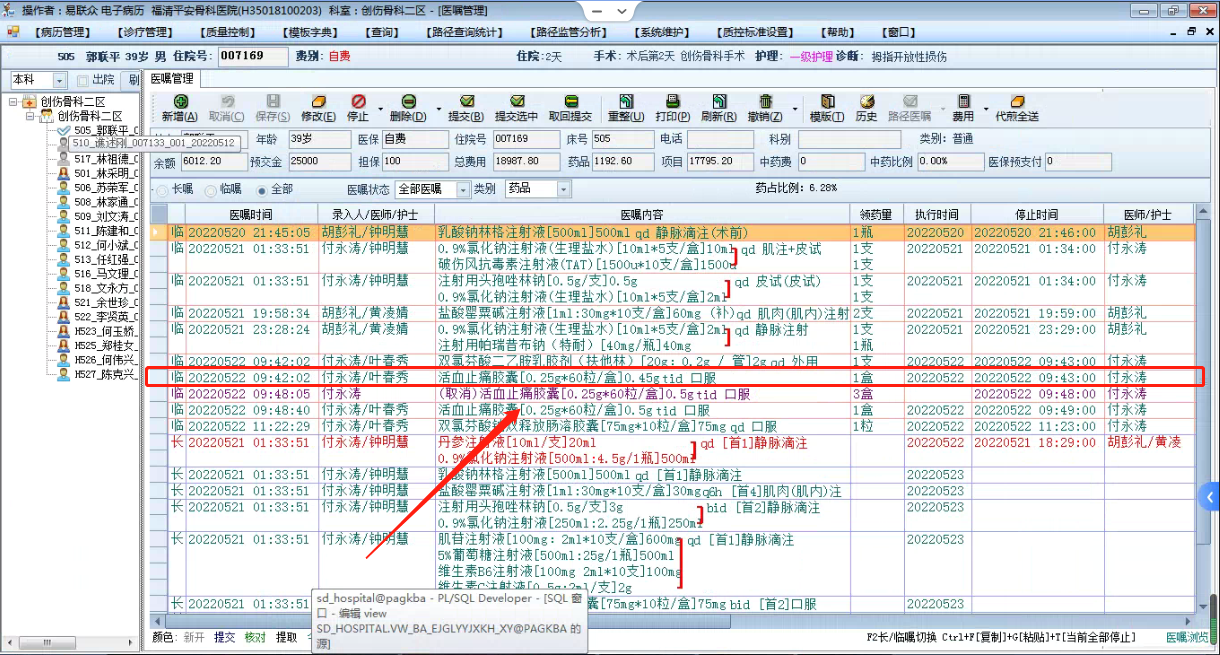 操作者：易联众 电子病历 福清平安骨科医院(H35018100203) 科室：创伤骨科二区 - [医嘱管理]
【病历管理】 【诊疗管理】 【质量控制】 【模板字典】 【查询】 【路径查询统计】 【路径监管分析】 【系统维护】 【质控标准设置】 【帮助】 【窗口】
505 郭联平 39岁 男 住院号： 007169 费别：自费 住院：2天 手术：术后第2天 创伤骨科手术 护理：一级护理 诊断：拇指开放性损伤
本科 出院 刷 医嘱管理
新增(A) 取消(C) 保存(S) 修改(E) 停止 删除(D) 提交(B) 提交选中 取回提交 重整(U) 打印(P) 刷新(R) 撤销(Z) 模版(T) 历史 路径医嘱 费用 代煎全送
年龄 39岁 医保 自费 住院号 007169 床号 505 电话 科别 类别：普通
余额 6012.20 预交金 25000 担保 100 总费用 18987.80 药品 1192.60 项目 17795.20 中药费 0 中药比例 0.00% 医保预支付 0
长嘱 临嘱 全部 医嘱状态 全部医嘱 类别 药品 药占比例：6.28%
创伤骨科二区
创伤骨科二区
505_郭联平_0
510_谯述刚_007133_001_20220512
517_林祖德_0
501_林采明_0
506_苏荣军_0
508_林家通_0
509_刘文涛_0
511_陈建和_0
512_何小斌_0
513_任红强_0
516_马文理_0
518_文永方_0
521_余世珍_0
522_李贤英_0
H523_何玉娇_
H525_郑桂女_
H526_何伟兴_
H527_陈克兴_
医嘱时间 录入人/医师/护士 医嘱内容 领药量 执行时间 停止时间 医师/护士
临 20220520 21:45:05 胡彭礼/钟明慧 乳酸钠林格注射液[500ml]500ml qd 静脉滴注(术前) 1瓶 20220520 20220520 21:46:00 胡彭礼
临 20220521 01:33:51 付永涛/钟明慧 0.9%氯化钠注射液(生理盐水)[10ml*5支/盒]10ml qd 肌注+皮试 1支 20220521 20220521 01:34:00 付永涛
破伤风抗毒素注射液(TAT)[1500u*10支/盒]1500u 1支
临 20220521 01:33:51 付永涛/钟明慧 注射用头孢唑林钠[0.5g/支]0.5g qd 皮试(皮试) 1支 20220521 20220521 01:34:00 付永涛
0.9%氯化钠注射液(生理盐水)[10ml*5支/盒]2ml 1支
临 20220521 19:58:34 胡彭礼/黄凌婧 盐酸罂粟碱注射液[1ml:30mg*10支/盒]60mg (补)qd 肌肉(肌内)注射 2支 20220521 20220521 19:59:00 胡彭礼
临 20220521 23:28:24 胡彭礼/黄凌婧 0.9%氯化钠注射液(生理盐水)[10ml*5支/盒]2ml qd 静脉注射 1支 20220521 20220521 23:29:00 胡彭礼
注射用帕瑞昔布钠（特耐）[40mg/瓶]40mg 1瓶
临 20220522 09:42:02 付永涛/叶春秀 双氯芬酸二乙胺乳胶剂（扶他林）[20g：0.2g / 管]2g qd 外用 1支 20220522 20220522 09:43:00 付永涛
临 20220522 09:42:02 付永涛/叶春秀 活血止痛胶囊[0.25g*60粒/盒]0.45g tid 口服 1盒 20220522 20220522 09:43:00 付永涛
临 20220522 09:48:05 付永涛 (取消)活血止痛胶囊[0.25g*60粒/盒]0.5g tid 口服 3盒 20220522 09:48:00 付永涛
临 20220522 09:48:40 付永涛/叶春秀 活血止痛胶囊[0.25g*60粒/盒]0.5g tid 口服 1盒 20220522 20220522 09:49:00 付永涛
临 20220522 11:22:29 付永涛/钟明慧 双氯芬酸钠双释放肠溶胶囊[75mg*10粒/盒]75mg qd 口服 1粒 20220522 20220522 11:23:00 付永涛
长 20220521 01:33:51 付永涛/钟明慧 丹参注射液[10ml/支]20ml qd [首1]静脉滴注 20220521 20220521 18:29:00 胡彭礼/黄凌
0.9%氯化钠注射液[500ml:4.5g/1瓶]500ml
长 20220521 01:33:51 付永涛/钟明慧 乳酸钠林格注射液[500ml]500ml qd [首1]静脉滴注 20220523
长 20220521 01:33:51 付永涛/钟明慧 盐酸罂粟碱注射液[1ml:30mg*10支/盒]30mg q6h [首4]肌肉(肌内)注 20220523
长 20220521 01:33:51 付永涛/钟明慧 注射用头孢唑林钠[0.5g/支]3g bid [首2]静脉滴注 20220523
0.9%氯化钠注射液[250ml:2.25g/1瓶]250ml
长 20220521 01:33:51 付永涛/钟明慧 肌苷注射液[100mg：2ml*10支/盒]600mg qd [首1]静脉滴注 20220523
5%葡萄糖注射液[500ml:25g/1瓶]500ml
维生素B6注射液[100mg 2ml*10支]100mg
维生素C注射液[0.5g:2ml/支]2g
长 20220521 01:33:51 囊[75mg*10粒/盒]75mg bid [首2]口服 20220523
sd_hospital@pagkba - PL/SQL Developer - [SQL 窗
口 - 编辑 view
SD_HOSPITAL.VW_BA_EJGLYYJXKH_XY@PAGKBA 的
源]
颜色：新开 提交 核对 提取 F2长/临嘱切换 Ctrl+F[复制]+G[粘贴]+T[当前全部停止] 医嘱浏览